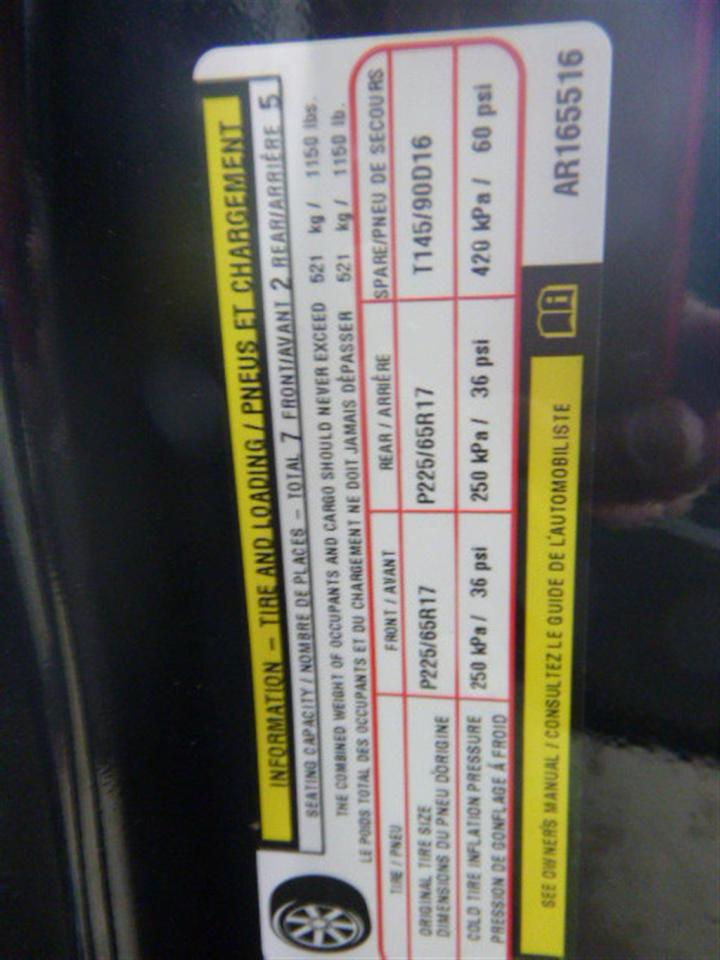 INFORMATION – TIRE AND LOADING / PNEUS ET CHARGEMENT
SEATING CAPACITY / NOMBRE DE PLACES – TOTAL 7 FRONT/AVANT 2 REAR/ARRIÈRE 5
THE COMBINED WEIGHT OF OCCUPANTS AND CARGO SHOULD NEVER EXCEED 521 kg / 1150 lbs.
LE POIDS TOTAL DES OCCUPANTS ET DU CHARGEMENT NE DOIT JAMAIS DÉPASSER 521 kg / 1150 lb.
TIRE / PNEU FRONT / AVANT REAR / ARRIÈRE SPARE/PNEU DE SECOURS
ORIGINAL TIRE SIZE
DIMENSIONS DU PNEU D'ORIGINE P225/65R17 P225/65R17 T145/90D16
COLD TIRE INFLATION PRESSURE
PRESSION DE GONFLAGE À FROID 250 kPa / 36 psi 250 kPa / 36 psi 420 kPa / 60 psi
SEE OWNER'S MANUAL / CONSULTEZ LE GUIDE DE L'AUTOMOBILISTE AR165516